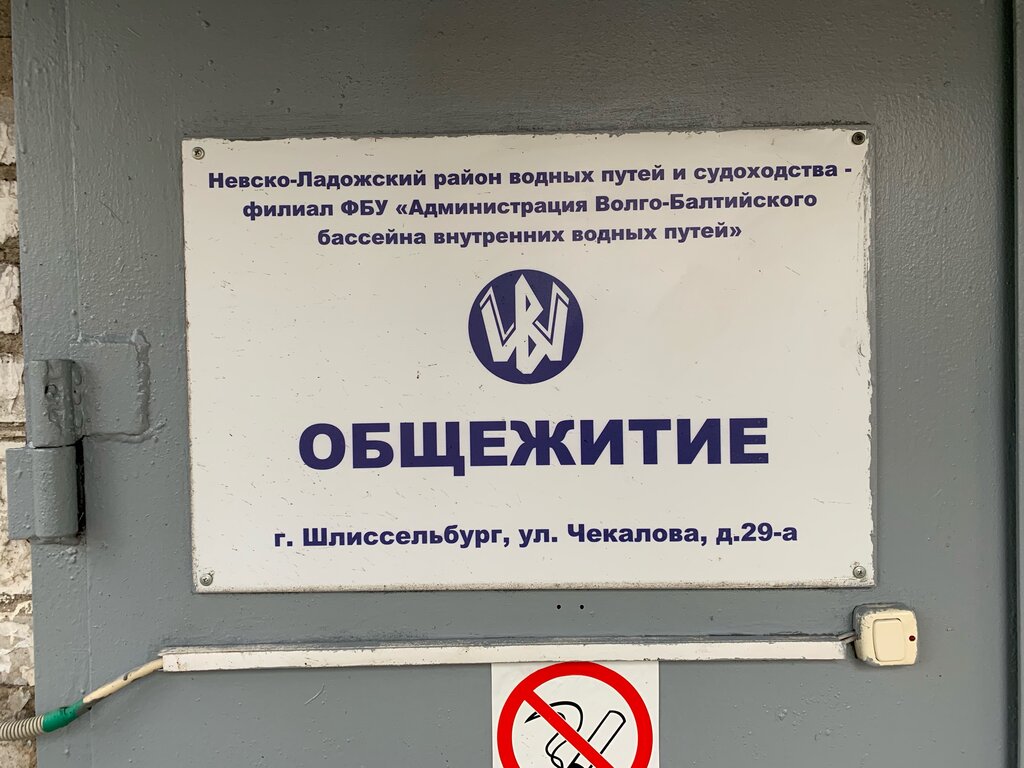 Невско-Ладожский район водных путей и судоходства -
филиал ФБУ «Администрация Волго-Балтийского
бассейна внутренних водных путей»
ОБЩЕЖИТИЕ
г. Шлиссельбург, ул. Чекалова, д.29-а